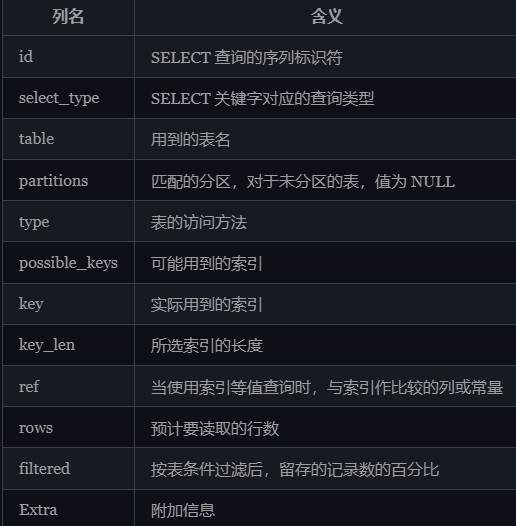 列名 含义
id SELECT 查询的序列标识符
select_type SELECT 关键字对应的查询类型
table 用到的表名
partitions 匹配的分区，对于未分区的表，值为 NULL
type 表的访问方法
possible_keys 可能用到的索引
key 实际用到的索引
key_len 所选索引的长度
ref 当使用索引等值查询时，与索引作比较的列或常量
rows 预计要读取的行数
filtered 按表条件过滤后，留存的记录数的百分比
Extra 附加信息